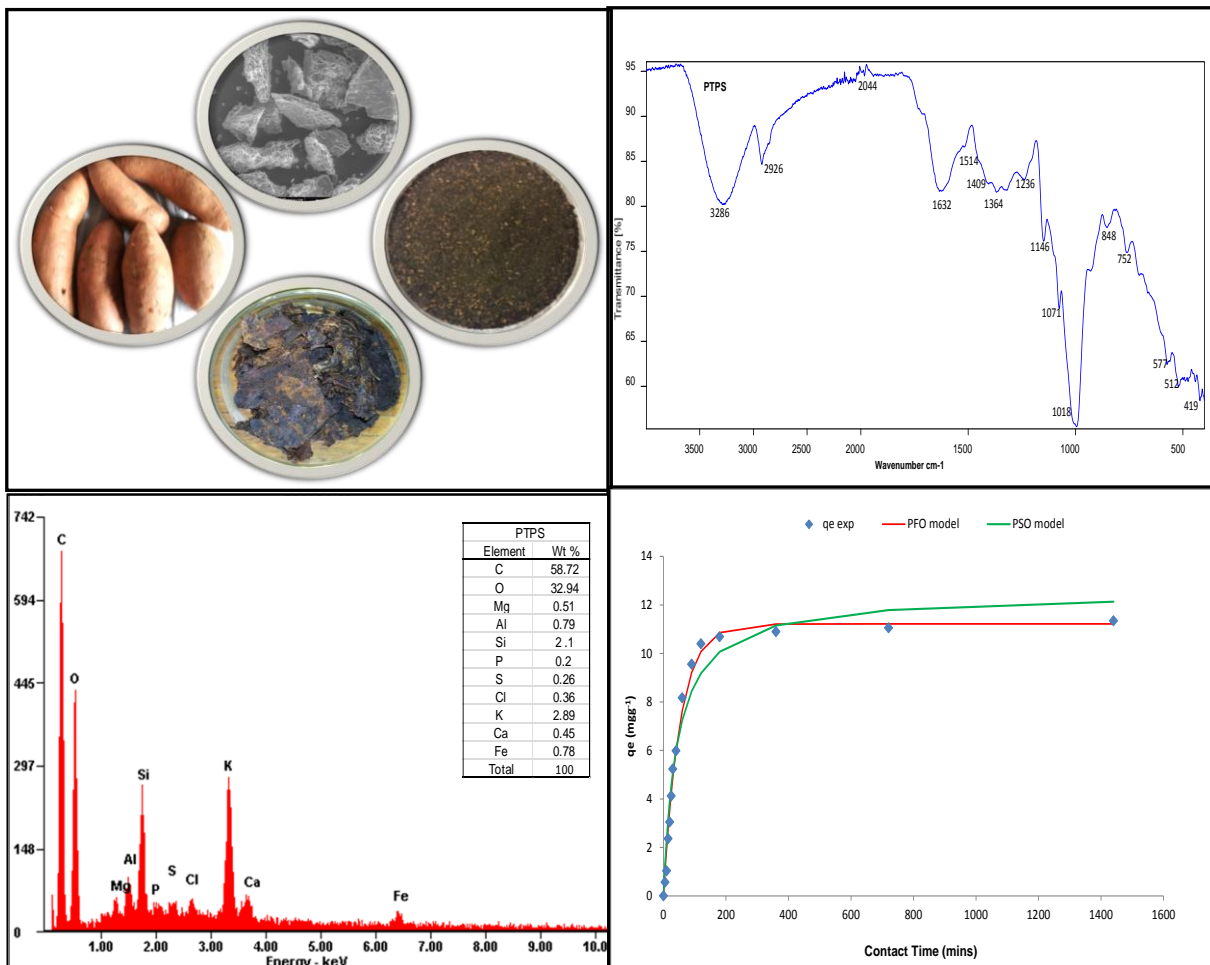 95
90
85
80
75
70
65
60
PTPS
2044
2926
3286
1632
1514
1409
1364
1236
1146
1071
1018
848
752
577
512
419
Transmittance [%]
3500 3000 2500 2000 1500 1000 500
Wavenumber cm-1
742
594
445
297
148
0
C
O
Mg
Al
P
Si
S
Cl
K
Ca
Fe
1.00 2.00 3.00 4.00 5.00 6.00 7.00 8.00 9.00 10.0
Energy - keV
PTPS
Element Wt %
C 58.72
O 32.94
Mg 0.51
Al 0.79
Si 2 .1
P 0.2
S 0.26
Cl 0.36
K 2.89
Ca 0.45
Fe 0.78
Total 100
qe exp PFO model PSO model
14
12
10
8
6
4
2
0
qe (mgg⁻¹)
0 200 400 600 800 1000 1200 1400 1600
Contact Time (mins)